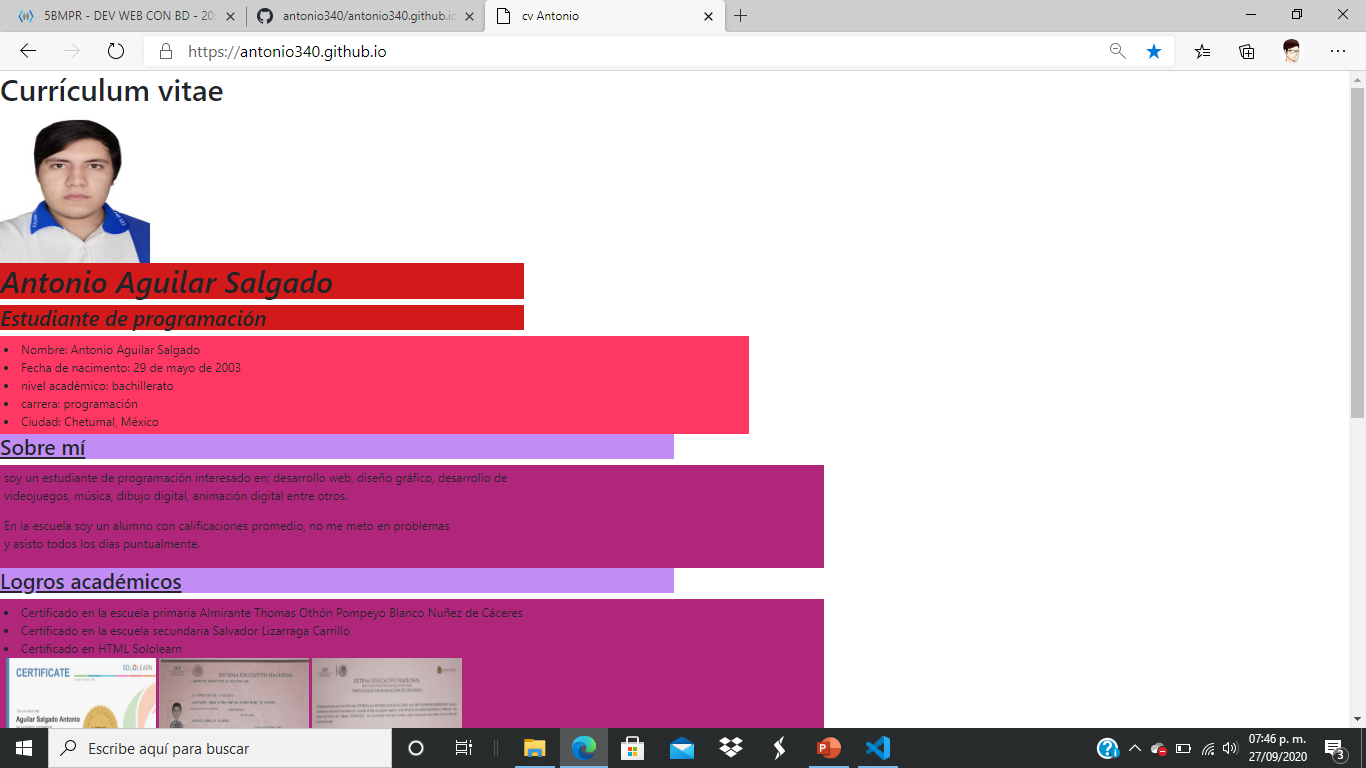 5BMPR - DEV WEB CON BD - 20
antonio340/antonio340.github.io
cv Antonio
https://antonio340.github.io
Currículum vitae
Antonio Aguilar Salgado
Estudiante de programación
Nombre: Antonio Aguilar Salgado
Fecha de nacimento: 29 de mayo de 2003
nivel académico: bachillerato
carrera: programación
Ciudad: Chetumal, México
Sobre mí
soy un estudiante de programación interesado en; desarrollo web, diseño gráfico, desarrollo de
videojuegos, música, dibujo digital, animación digital entre otros.
En la escuela soy un alumno con calificaciones promedio, no me meto en problemas
y asisto todos los dias puntualmente.
Logros académicos
Certificado en la escuela primaria Almirante Thomas Othón Pompeyo Blanco Nuñez de Cáceres
Certificado en la escuela secundaria Salvador Lizarraga Carrillo
Certificado en HTML Sololearn
CERTIFICATE
SOLOLEARN
Aguilar Salgado Antonio
SISTEMA EDUCATIVO NACIONAL
SISTEMA EDUCATIVO NACIONAL
Escribe aquí para buscar
07:46 p. m.
27/09/2020
3